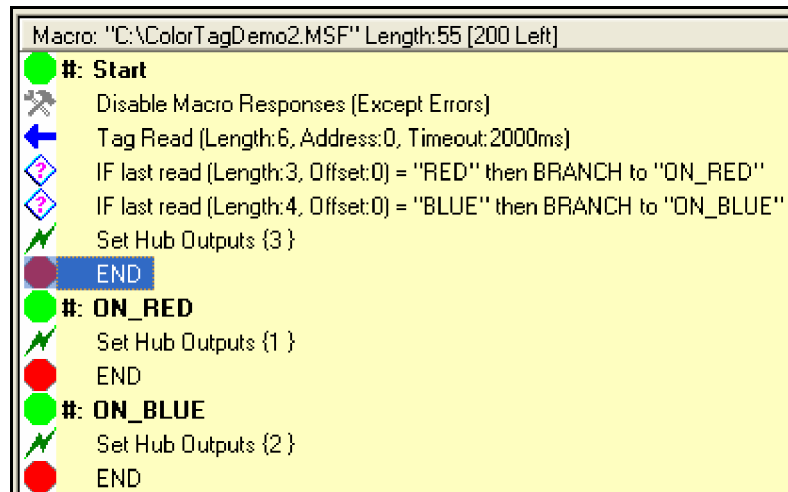 Macro: "C:\ColorTagDemo2.MSF" Length:55 [200 Left]
#: Start
Disable Macro Responses (Except Errors)
Tag Read (Length:6, Address:0, Timeout:2000ms)
? IF last read (Length:3, Offset:0) = "RED" then BRANCH to "ON_RED"
? IF last read (Length:4, Offset:0) = "BLUE" then BRANCH to "ON_BLUE"
Set Hub Outputs {3 }
END
#: ON_RED
Set Hub Outputs {1 }
END
#: ON_BLUE
Set Hub Outputs {2 }
END